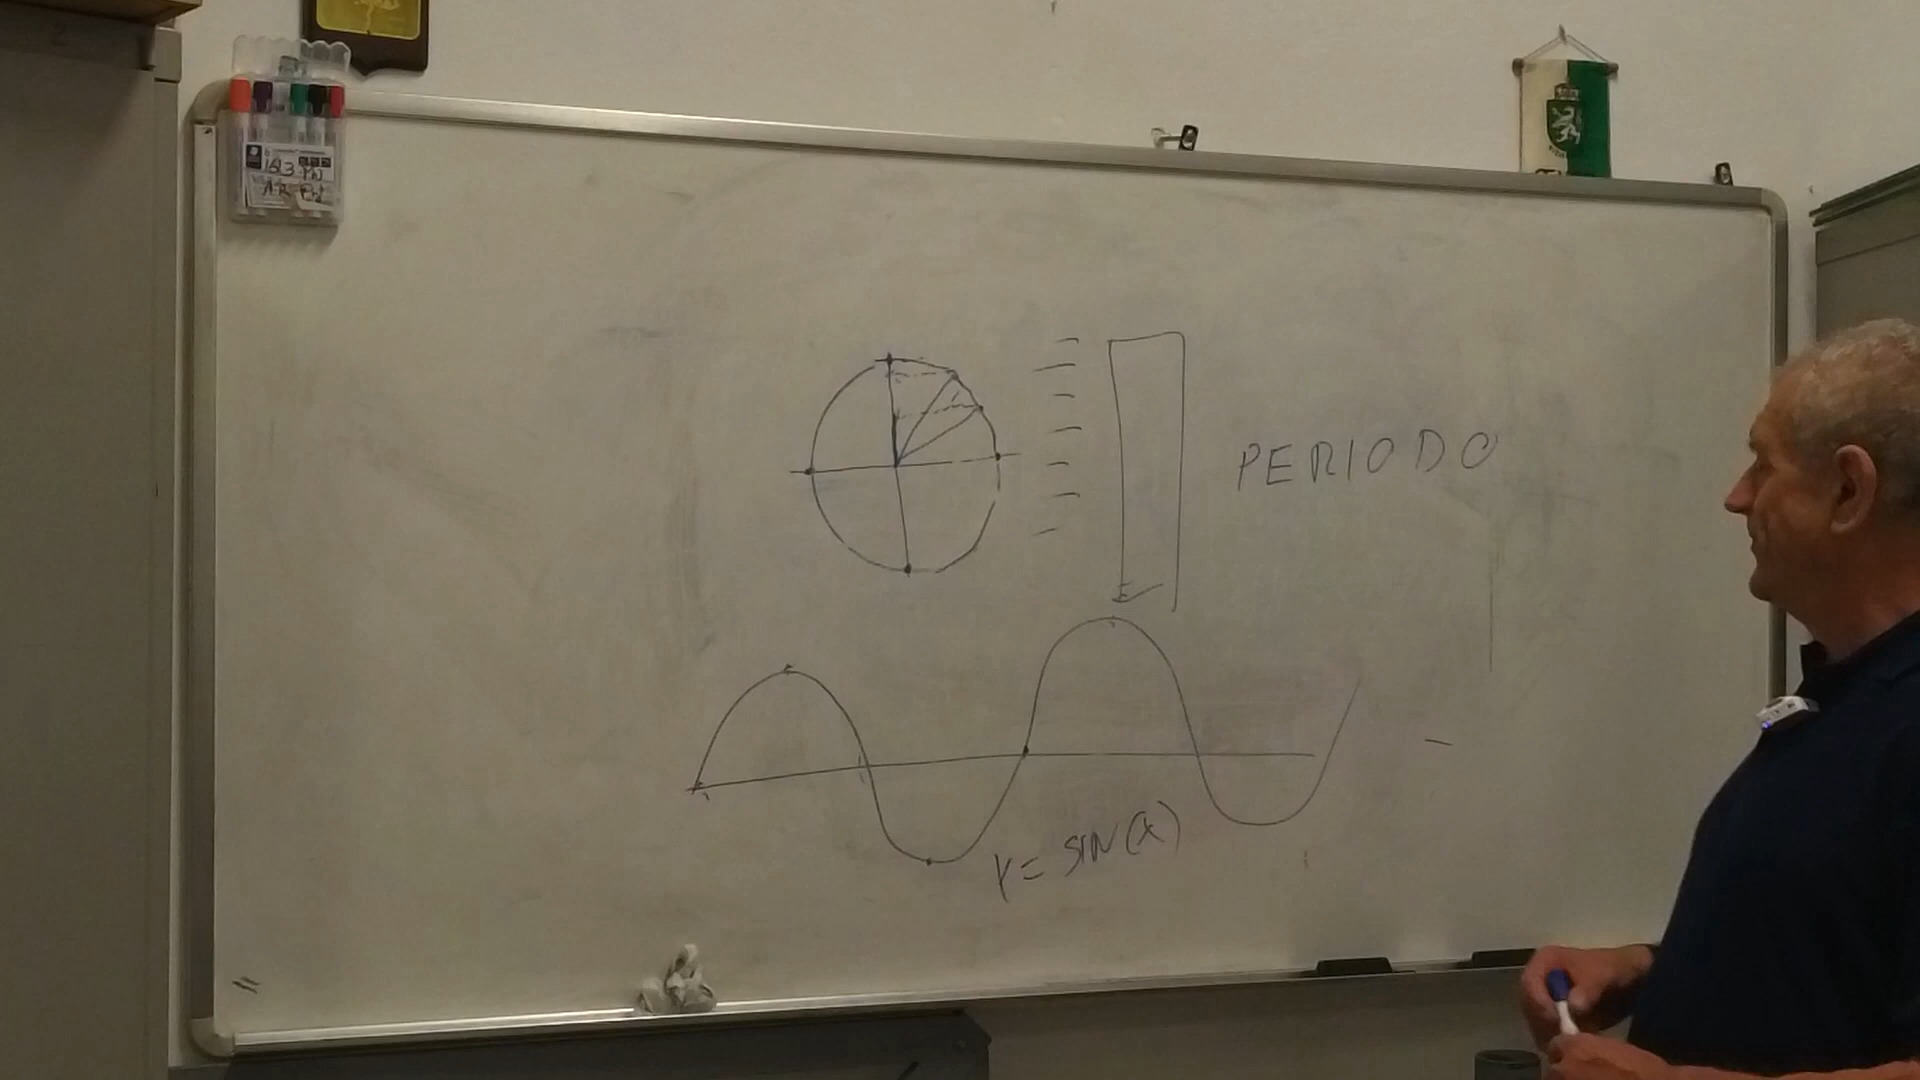 PERIODO
Y = SIN(X)